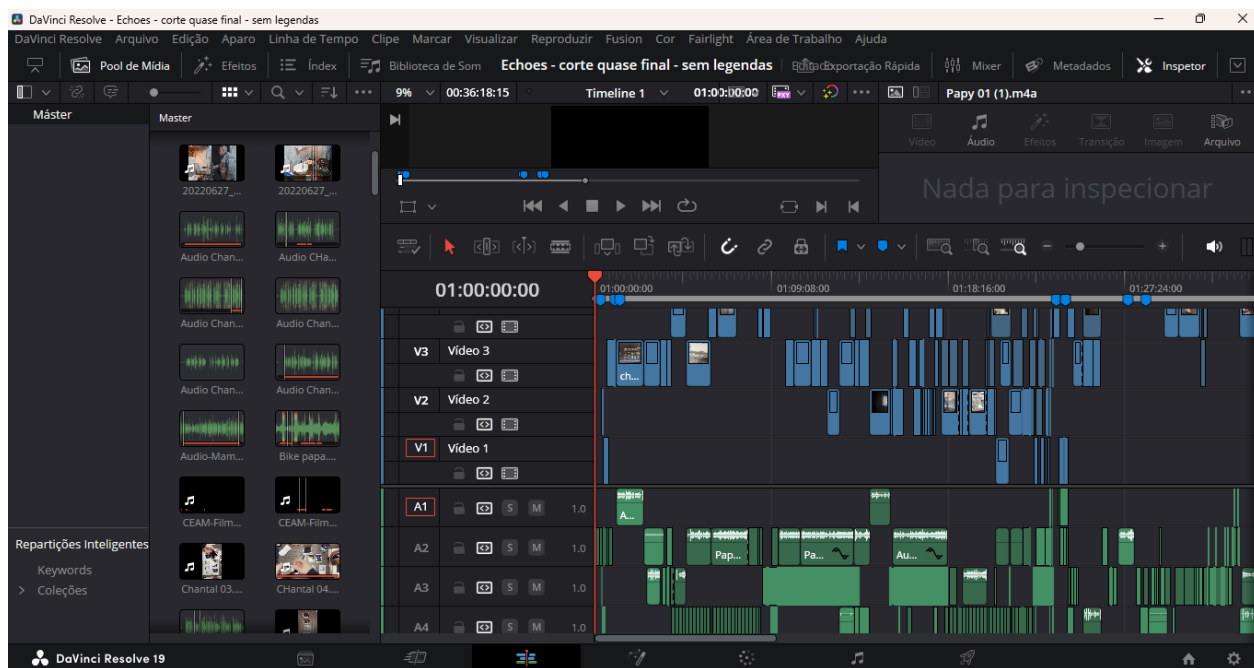 DaVinci Resolve - Echoes - corte quase final - sem legendas
DaVinci Resolve Arquivo Edição Aparo Linha de Tempo Clipe Marcar Visualizar Reproduzir Fusion Cor Fairlight Área de Trabalho Ajuda
Pool de Mídia Efeitos Índex Biblioteca de Som Echoes - corte quase final - sem legendas Editado Exportação Rápida Mixer Metadados Inspetor
9% 00:36:18:15 Timeline 1 01:00:00:00 Papy 01 (1).m4a
Máster Master
Vídeo Áudio Efeitos Transição Imagem Arquivo
Nada para inspecionar
20220627_... 20220627_...
Audio Chan... Audio CHa...
01:00:00:00 01:00:00:00 01:09:08:00 01:18:16:00 01:27:24:00
Audio Chan... Audio Chan...
V3 Vídeo 3
ch...
Audio Chan... Audio Chan...
V2 Vídeo 2
V1 Vídeo 1
Audio-Mam... Bike papa....
A1 S M 1.0 A...
CEAM-Film... CEAM-Film...
Repartições Inteligentes
A2 S M 1.0 Pap... Pa... Au...
Keywords
Coleções
Chantal 03.... CHantal 04....
A3 S M 1.0
A4 S M 1.0
DaVinci Resolve 19